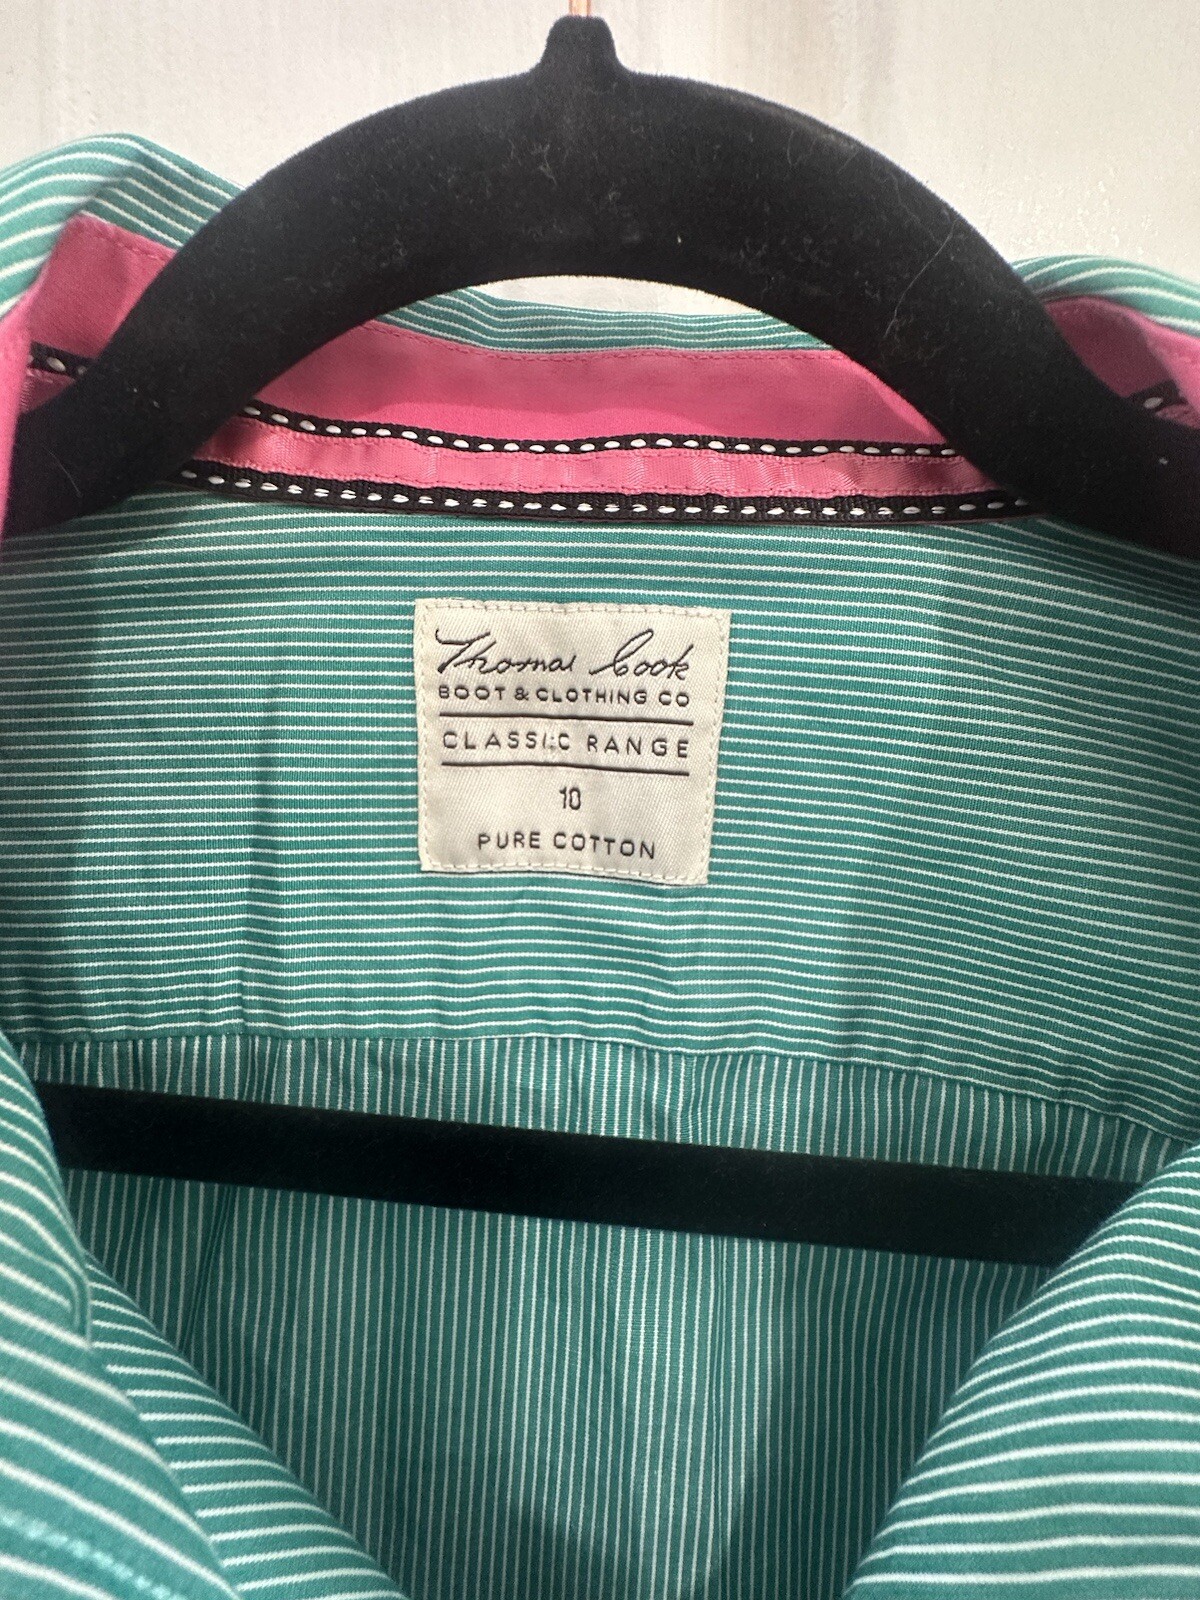 Thomas Cook
BOOT & CLOTHING CO
CLASSIC RANGE
10
PURE COTTON